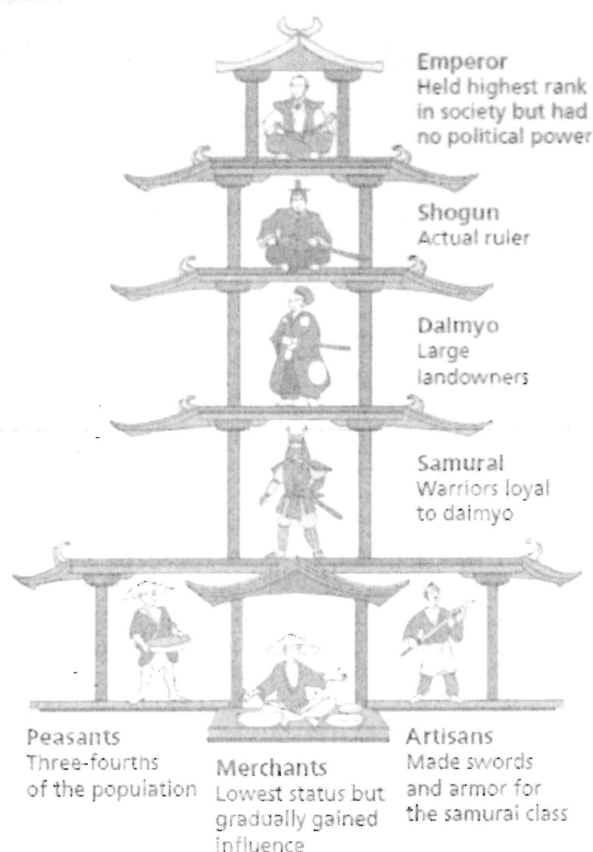 Emperor
Held highest rank
in society but had
no political power
Shogun
Actual ruler
Daimyo
Large
landowners
Samurai
Warriors loyal
to daimyo
Peasants
Three-fourths
of the population
Merchants
Lowest status but
gradually gained
influence
Artisans
Made swords
and armor for
the samurai class